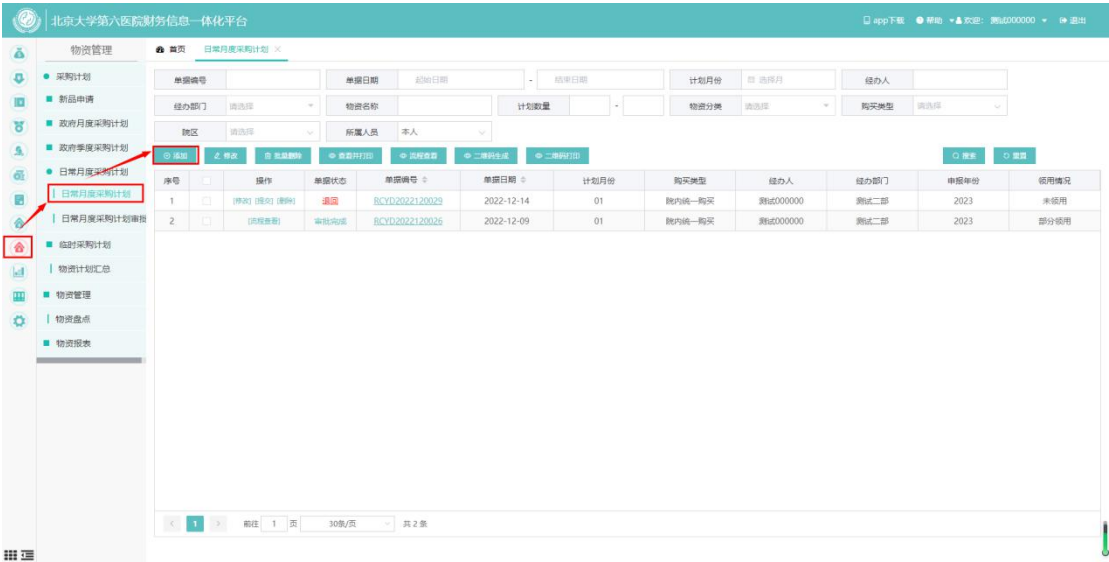 北京大学第六医院财务信息一体化平台
app下载 帮助 欢迎: 测试000000 退出
物资管理 首页 日常月度采购计划 ×
采购计划
新品申请
政府月度采购计划
政府季度采购计划
日常月度采购计划
日常月度采购计划
日常月度采购计划审批
临时采购计划
物资计划汇总
物资管理
物资盘点
物资报表
单据编号 单据日期 起始日期 - 结束日期 计划月份 选择月 经办人
经办部门 请选择 物资名称 计划数量 - 物资分类 请选择 购买类型 请选择
院区 请选择 所属人员 本人
添加 修改 批量删除 查看并打印 流程查看 二维码生成 二维码打印 搜索 重置
序号 操作 单据状态 单据编号 单据日期 计划月份 购买类型 经办人 经办部门 申报年份 领用情况
1 [修改] [提交] [删除] 退回 RCYD2022120029 2022-12-14 01 院内统一购买 测试000000 测试二部 2023 未领用
2 [流程查看] 审批完成 RCYD2022120026 2022-12-09 01 院内统一购买 测试000000 测试二部 2023 部分领用
< 1 > 前往 1 页 30条/页 共 2 条